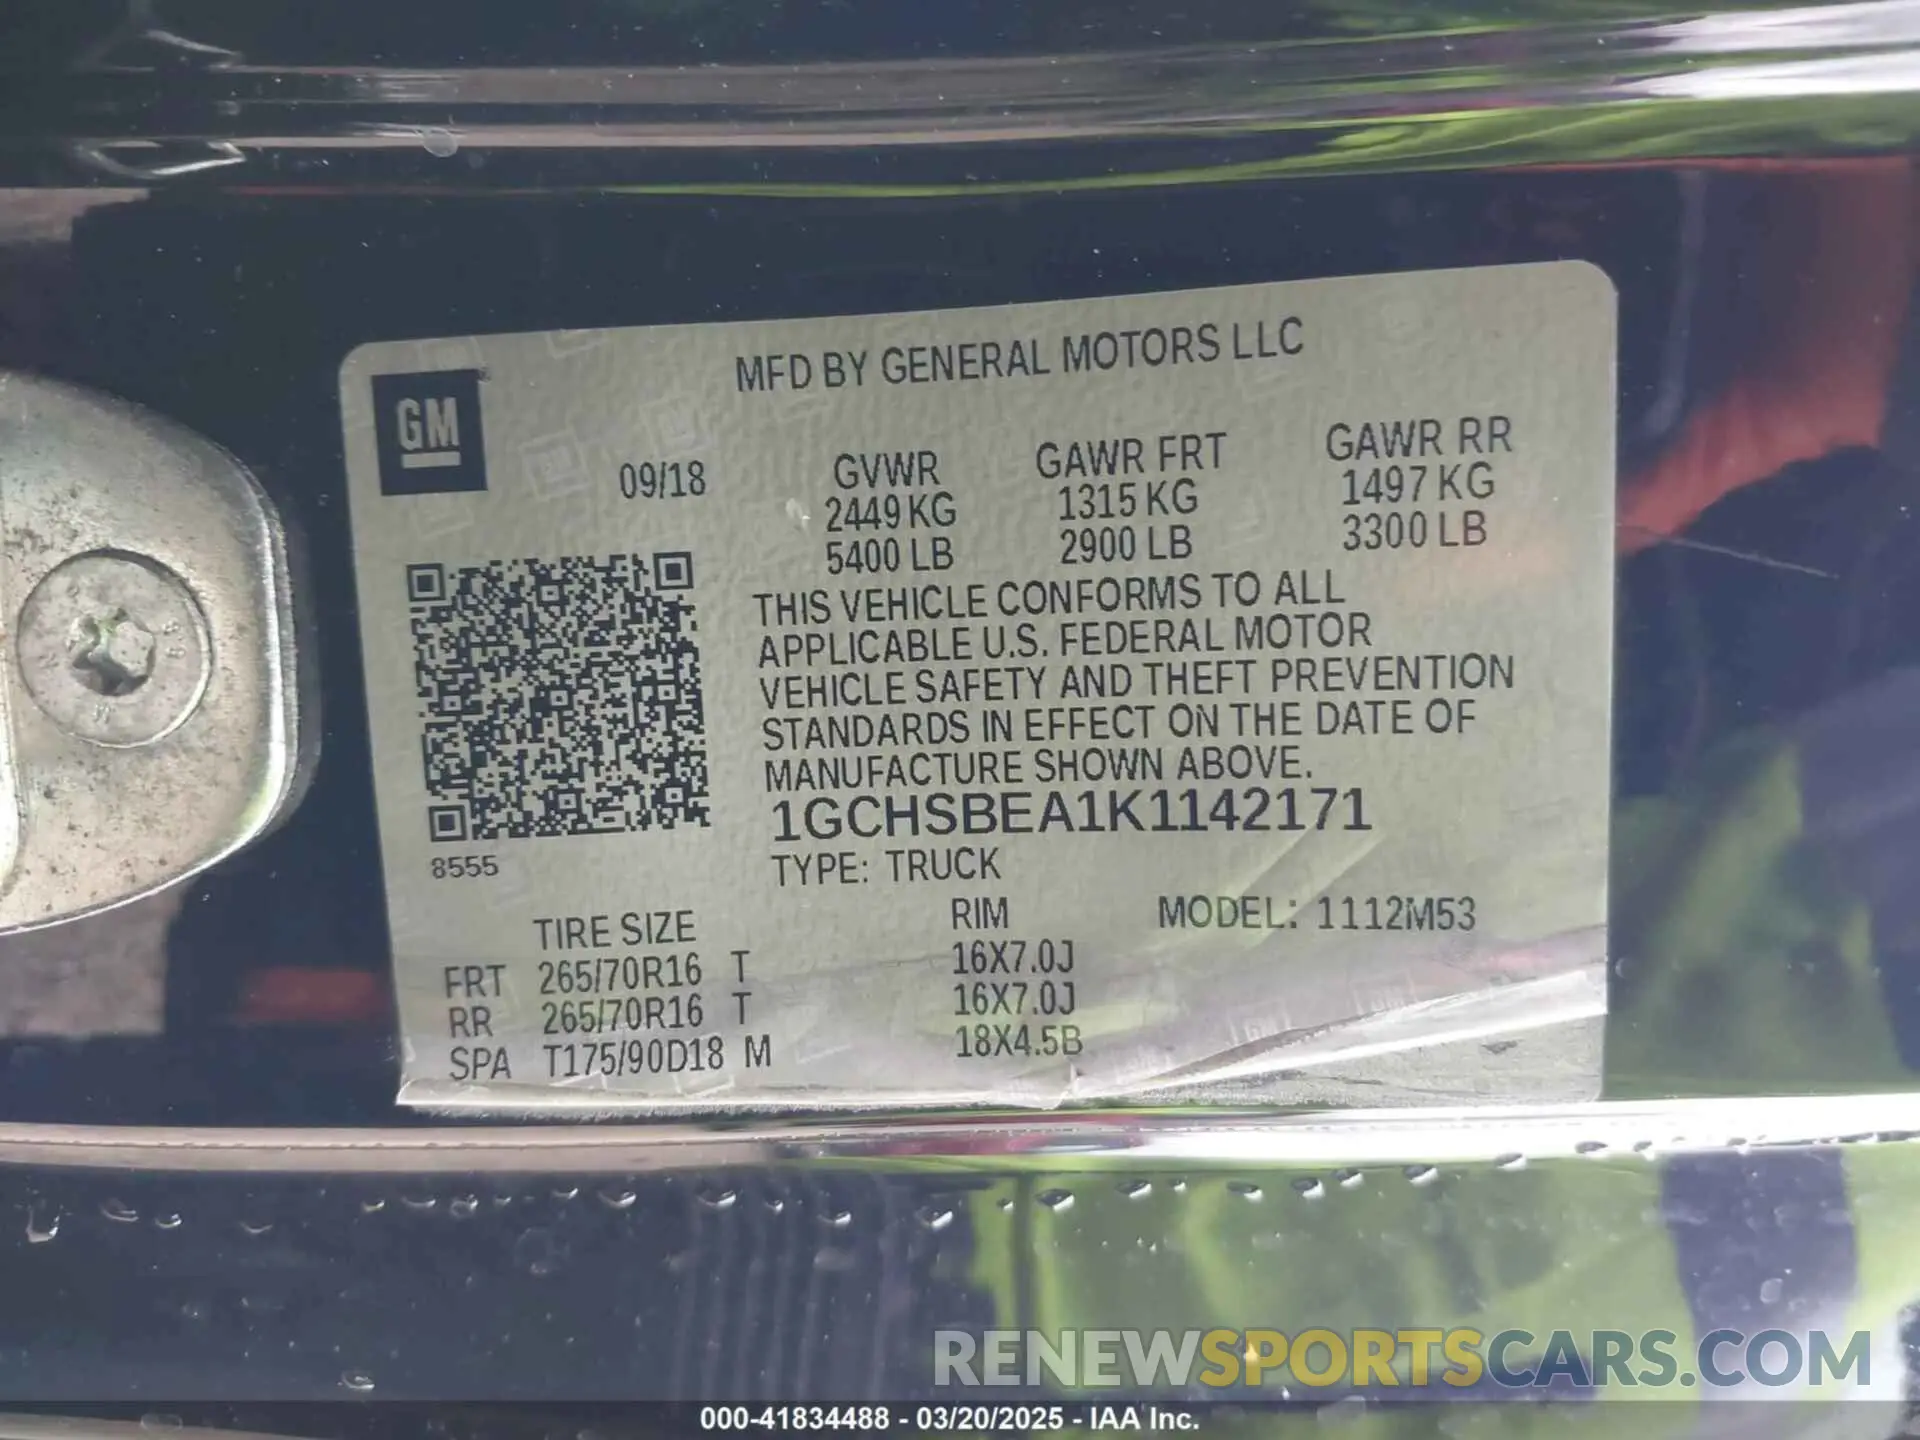 MFD BY GENERAL MOTORS LLC
GM
09/18
GVWR
2449 KG
5400 LB
GAWR FRT
1315 KG
2900 LB
GAWR RR
1497 KG
3300 LB
THIS VEHICLE CONFORMS TO ALL
APPLICABLE U.S. FEDERAL MOTOR
VEHICLE SAFETY AND THEFT PREVENTION
STANDARDS IN EFFECT ON THE DATE OF
MANUFACTURE SHOWN ABOVE.
1GCHSBEA1K1142171
8555
TYPE: TRUCK
TIRE SIZE RIM MODEL: 1112M53
FRT 265/70R16 T 16X7.0J
RR 265/70R16 T 16X7.0J
SPA T175/90D18 M 18X4.5B
RENEWSPORTSCARS.COM
000-41834488 - 03/20/2025 - IAA Inc.